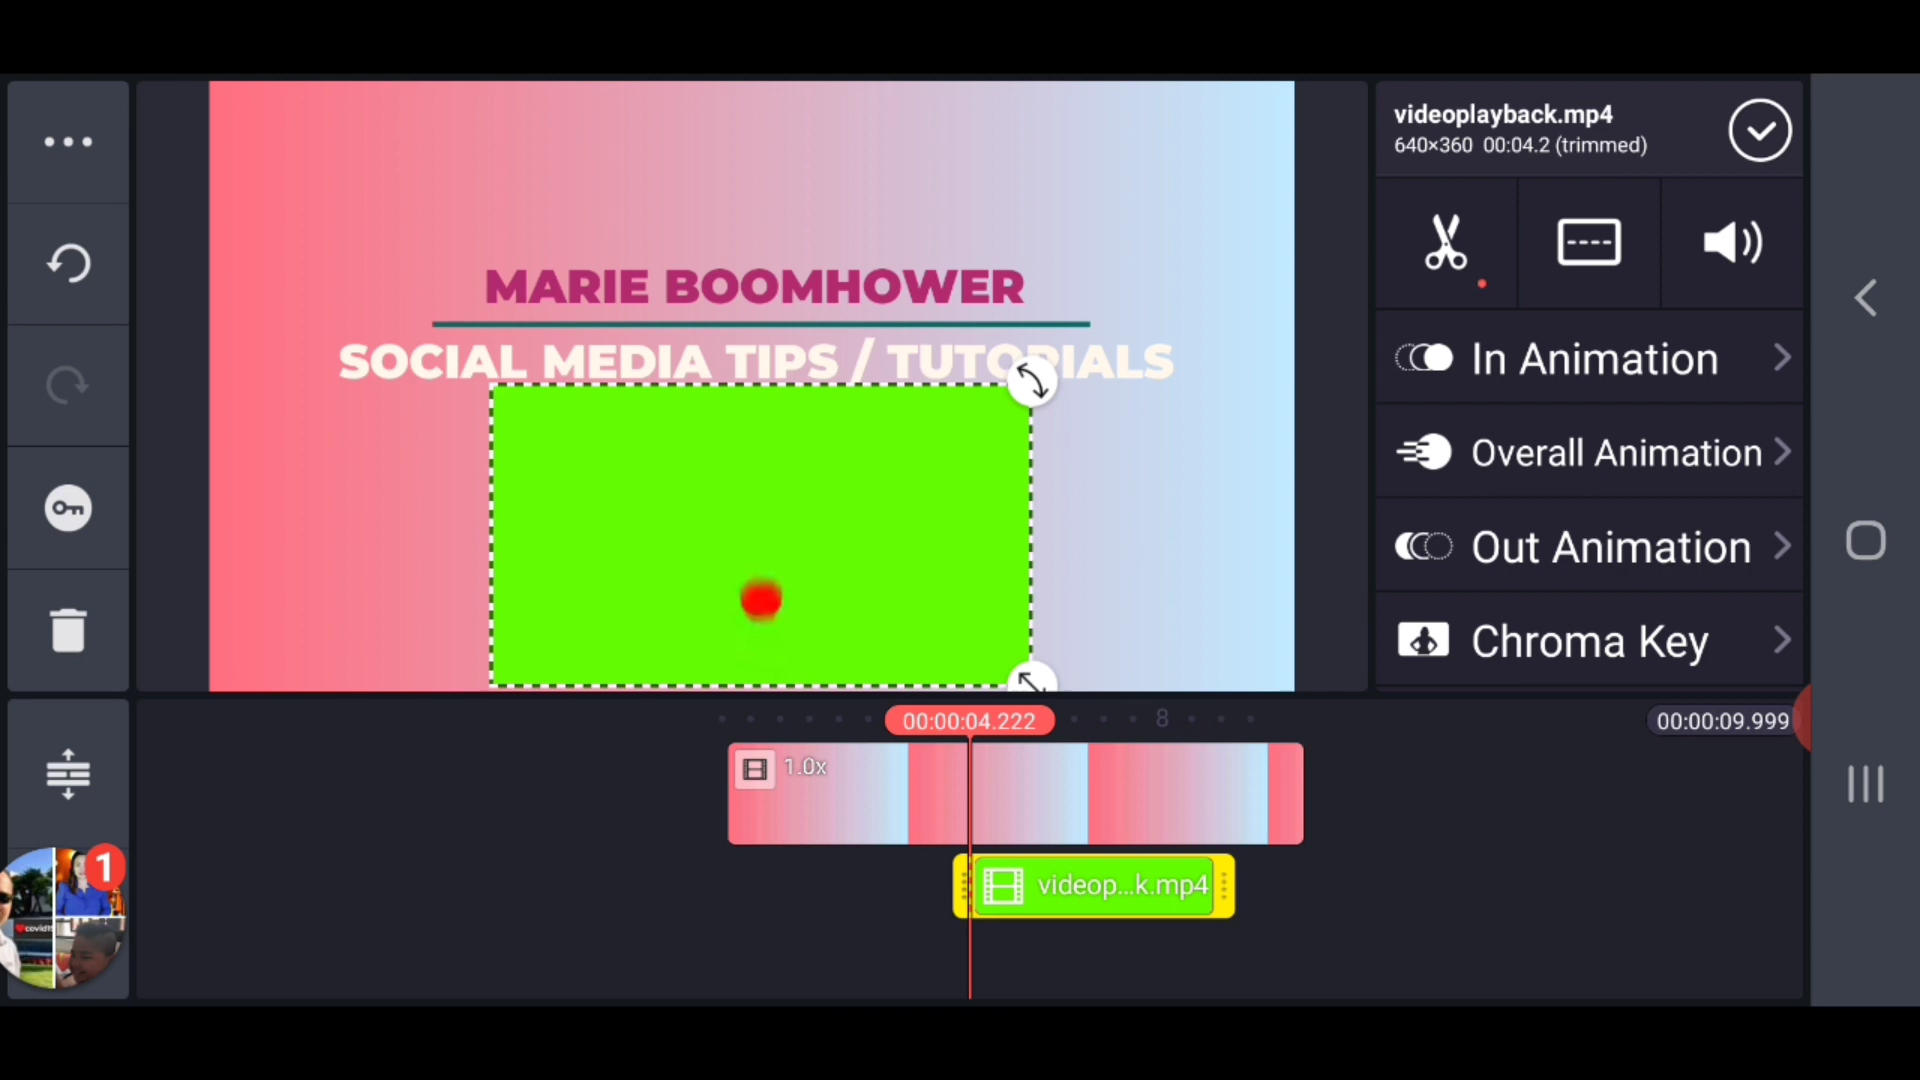 MARIE BOOMHOWER
SOCIAL MEDIA TIPS / TUTORIALS
videoplayback.mp4
640×360 00:04.2 (trimmed)
In Animation
Overall Animation
Out Animation
Chroma Key
00:00:04.222
8
00:00:09.999
1.0x
videop...k.mp4
1